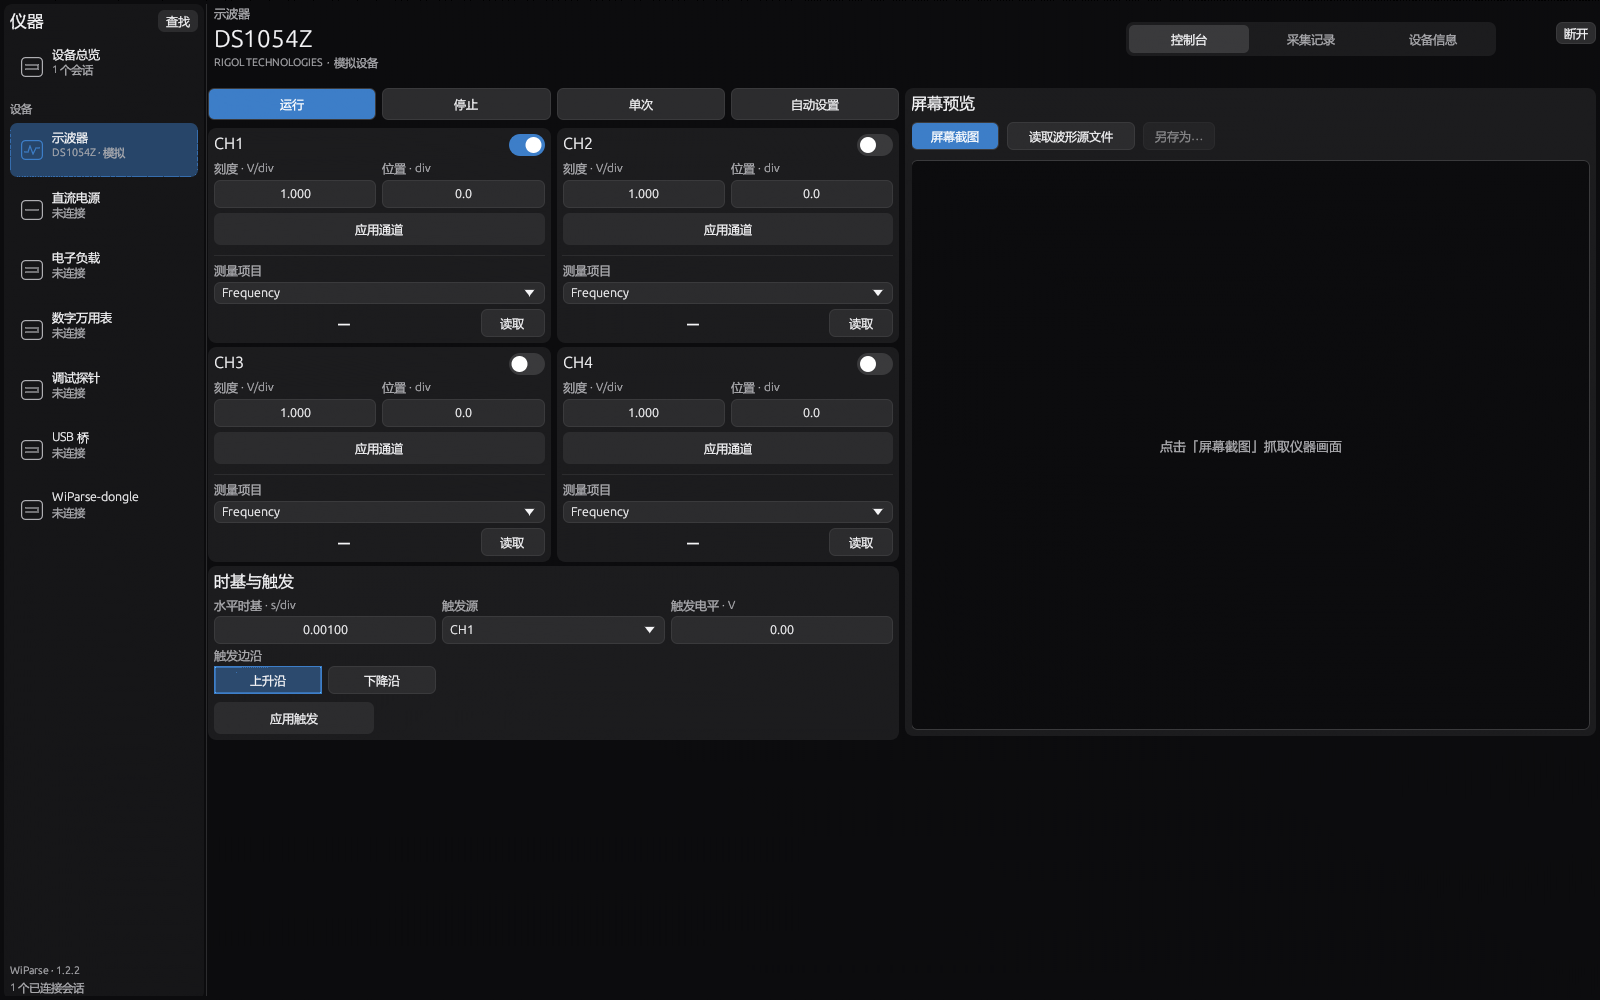 仪器
查找
设备总览
1 个会话
设备
示波器
DS1054Z · 模拟
直流电源
未连接
电子负载
未连接
数字万用表
未连接
调试探针
未连接
USB 桥
未连接
WiParse-dongle
未连接
WiParse · 1.2.2
1 个已连接会话
示波器
DS1054Z
RIGOL TECHNOLOGIES · 模拟设备
控制台
采集记录
设备信息
断开
运行
停止
单次
自动设置
CH1
刻度 · V/div
位置 · div
1.000
0.0
应用通道
测量项目
Frequency
—
读取
CH2
刻度 · V/div
位置 · div
1.000
0.0
应用通道
测量项目
Frequency
—
读取
CH3
刻度 · V/div
位置 · div
1.000
0.0
应用通道
测量项目
Frequency
—
读取
CH4
刻度 · V/div
位置 · div
1.000
0.0
应用通道
测量项目
Frequency
—
读取
时基与触发
水平时基 · s/div
触发源
触发电平 · V
0.00100
CH1
0.00
触发边沿
上升沿
下降沿
应用触发
屏幕预览
屏幕截图
读取波形源文件
另存为…
点击「屏幕截图」抓取仪器画面